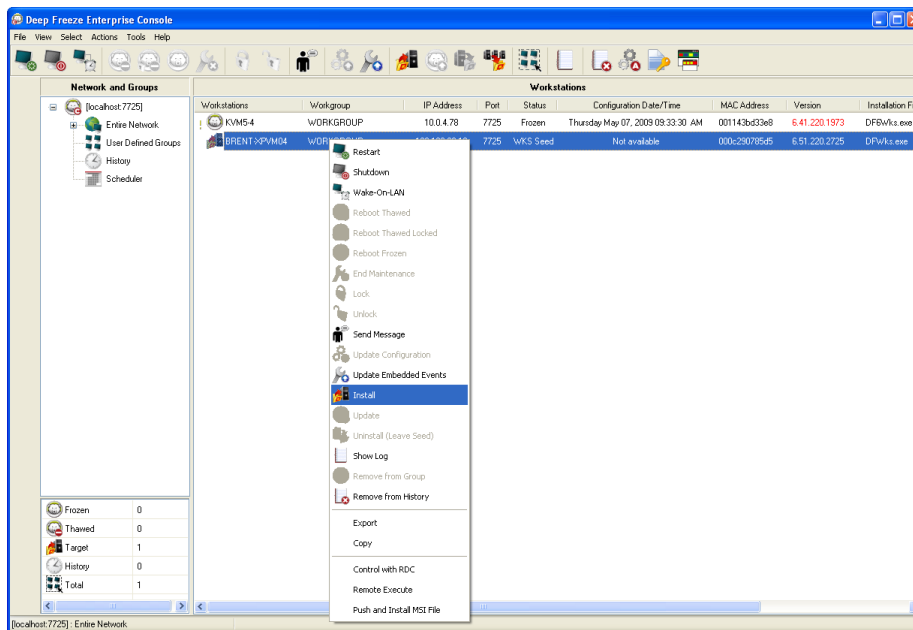 Deep Freeze Enterprise Console
File View Select Actions Tools Help
Network and Groups
Workstations
[localhost:7725]
Entire Network
User Defined Groups
History
Scheduler
Workstations Workgroup IP Address Port Status Configuration Date/Time MAC Address Version Installation Fi
KVM5-4 WORKGROUP 10.0.4.78 7725 Frozen Thursday May 07, 2009 09:33:30 AM 001143bd33e8 6.41.220.1973 DF6Wks.exe
BRENT-XPVM04 7725 WKS Seed Not available 000c290785d5 6.51.220.2725 DFWks.exe
Restart
Shutdown
Wake-On-LAN
Reboot Thawed
Reboot Thawed Locked
Reboot Frozen
End Maintenance
Lock
Unlock
Send Message
Update Configuration
Update Embedded Events
Install
Update
Uninstall (Leave Seed)
Show Log
Remove from Group
Remove from History
Export
Copy
Control with RDC
Remote Execute
Push and Install MSI File
Frozen 0
Thawed 0
Target 1
History 0
Total 1
[localhost:7725] : Entire Network